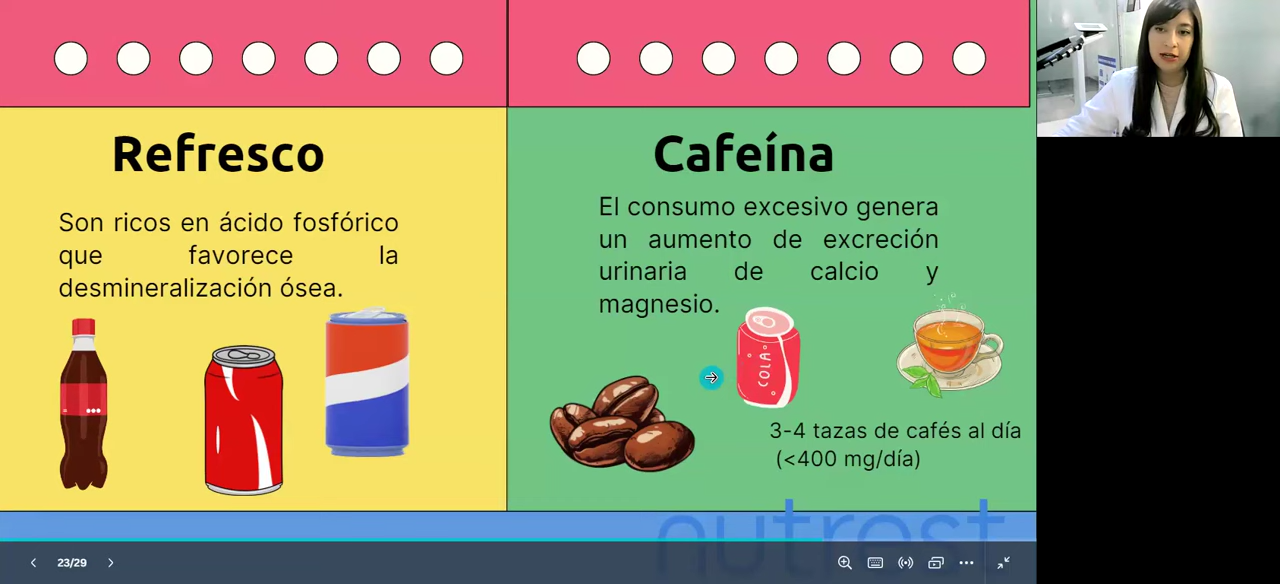 Refresco
Son ricos en ácido fosfórico
que favorece la
desmineralización ósea.
Cafeína
El consumo excesivo genera
un aumento de excreción
urinaria de calcio y
magnesio.
COLA
3-4 tazas de cafés al día
(<400 mg/día)
nutrest
23/29